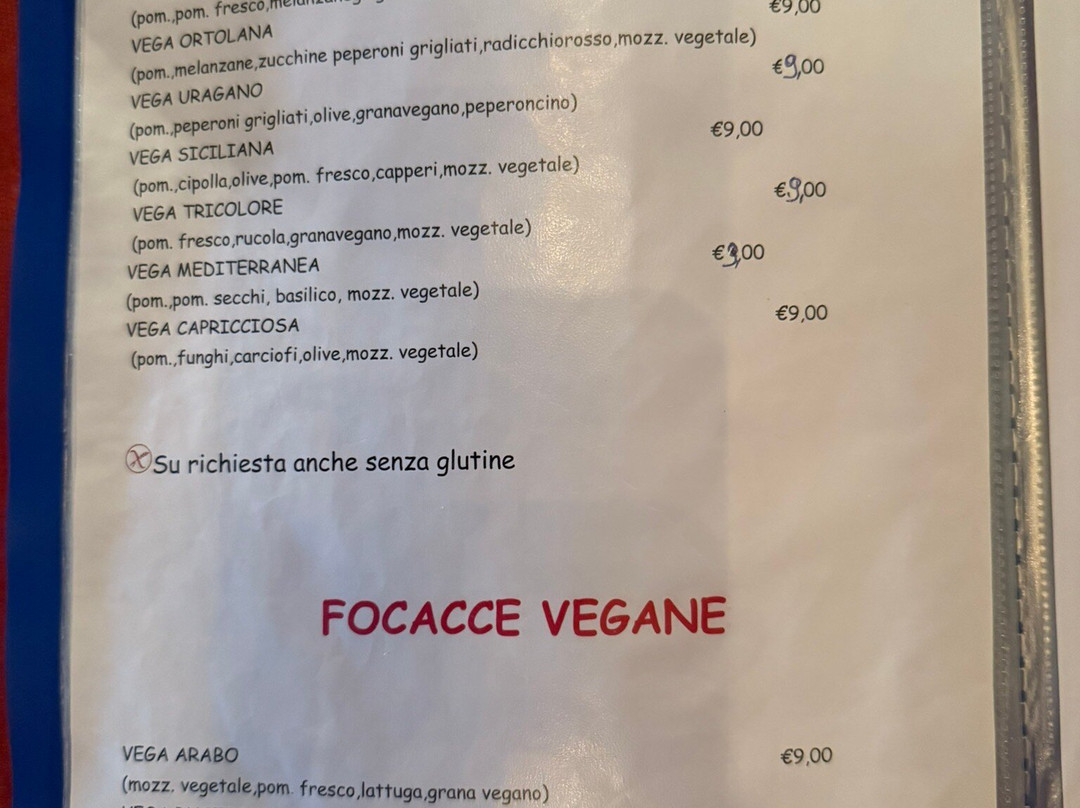 (pom.,pom. fresco,
€9,00
VEGA ORTOLANA
(pom.,melanzane,zucchine peperoni grigliati,radicchiorosso,mozz. vegetale)
€9,00
VEGA URAGANO
(pom.,peperoni grigliati,olive,granavegano,peperoncino)
€9,00
VEGA SICILIANA
(pom.,cipolla,olive,pom. fresco,capperi,mozz. vegetale)
€9,00
VEGA TRICOLORE
(pom. fresco,rucola,granavegano,mozz. vegetale)
€9,00
VEGA MEDITERRANEA
(pom.,pom. secchi, basilico, mozz. vegetale)
€9,00
VEGA CAPRICCIOSA
(pom.,funghi,carciofi,olive,mozz. vegetale)
X Su richiesta anche senza glutine
FOCACCE VEGANE
VEGA ARABO €9,00
(mozz. vegetale,pom. fresco,lattuga,grana vegano)